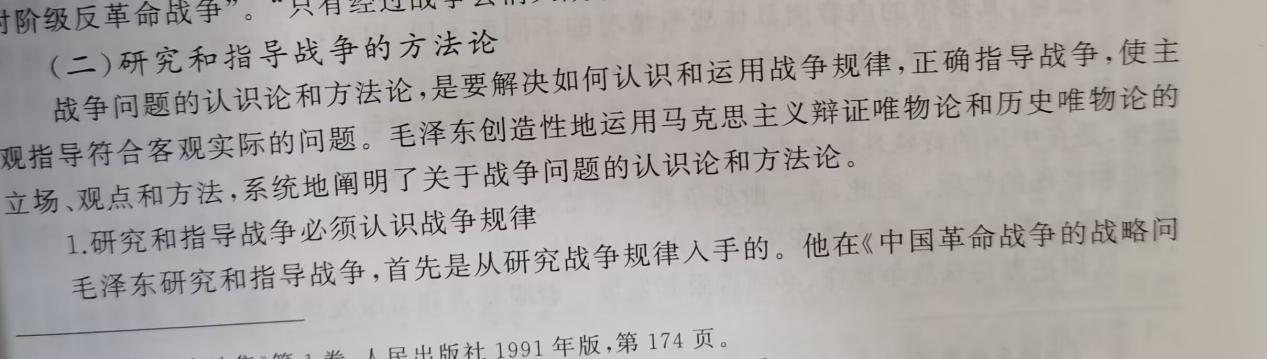 对阶级反革命战争”。“只有经过战争去
(二)研究和指导战争的方法论
战争问题的认识论和方法论,是要解决如何认识和运用战争规律,正确指导战争,使主
观指导符合客观实际的问题。毛泽东创造性地运用马克思主义辩证唯物论和历史唯物论的
立场、观点和方法,系统地阐明了关于战争问题的认识论和方法论。
1.研究和指导战争必须认识战争规律
毛泽东研究和指导战争,首先是从研究战争规律入手的。他在《中国革命战争的战略问
人民出版社1991年版,第174页。